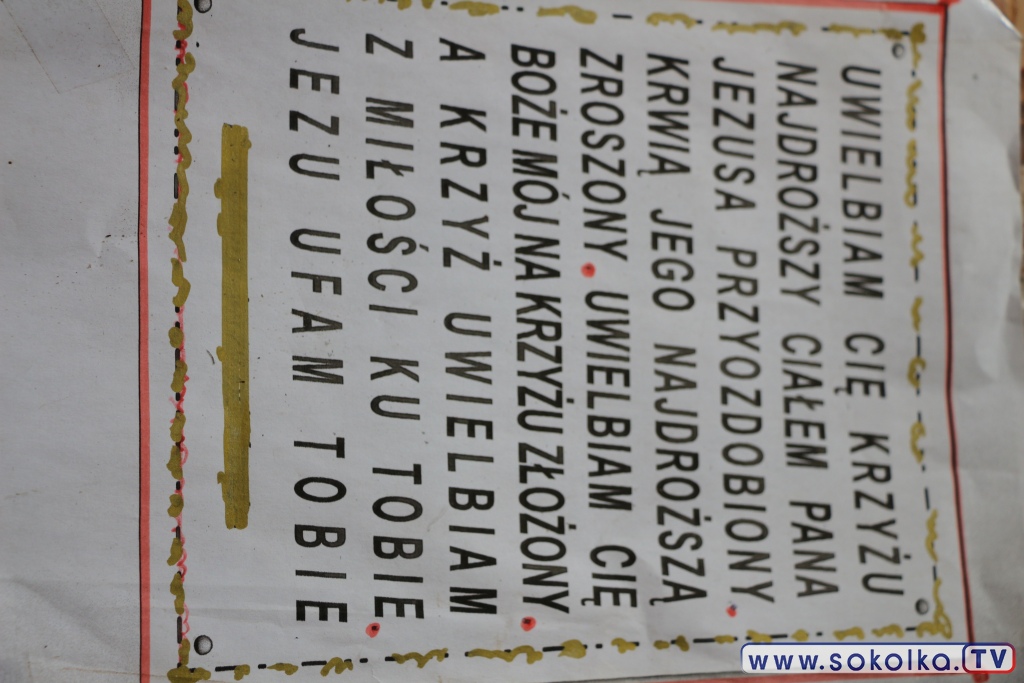 UWIELBIAM CIĘ KRZYŻU
NAJDROŻSZY CIAŁEM PANA
JEZUSA PRZYOZDOBIONY.
KRWIĄ JEGO NAJDROŻSZĄ
ZROSZONY. UWIELBIAM CIĘ
BOŻE MÓJ NA KRZYŻU ZŁOŻONY.
A KRZYŻ UWIELBIAM
Z MIŁOŚCI KU TOBIE.
JEZU UFAM TOBIE
www.sokolka.TV